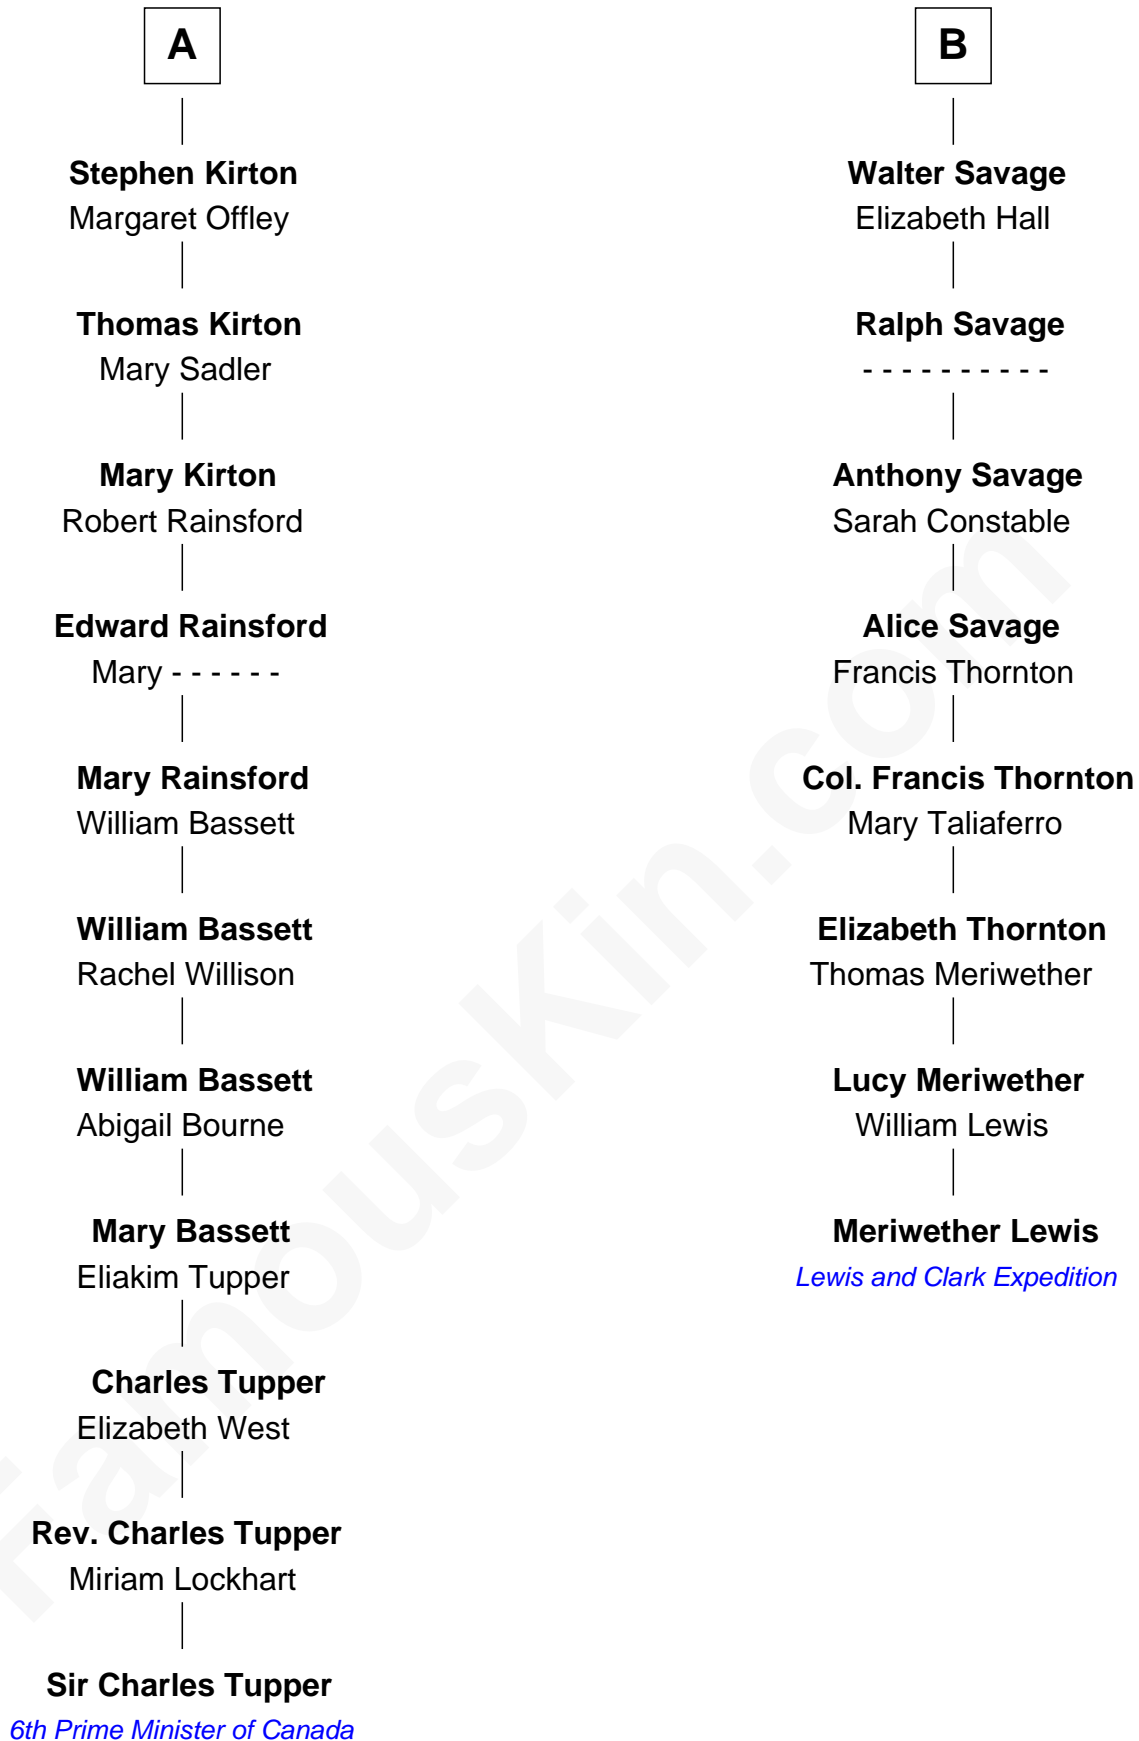 A
Stephen Kirton
Margaret Offley
Thomas Kirton
Mary Sadler
Mary Kirton
Robert Rainsford
Edward Rainsford
Mary - - - - - -
Mary Rainsford
William Bassett
William Bassett
Rachel Willison
William Bassett
Abigail Bourne
Mary Bassett
Eliakim Tupper
Charles Tupper
Elizabeth West
Rev. Charles Tupper
Miriam Lockhart
Sir Charles Tupper
6th Prime Minister of Canada
B
Walter Savage
Elizabeth Hall
Ralph Savage
- - - - - - - - - -
Anthony Savage
Sarah Constable
Alice Savage
Francis Thornton
Col. Francis Thornton
Mary Taliaferro
Elizabeth Thornton
Thomas Meriwether
Lucy Meriwether
William Lewis
Meriwether Lewis
Lewis and Clark Expedition
FamousKin.com